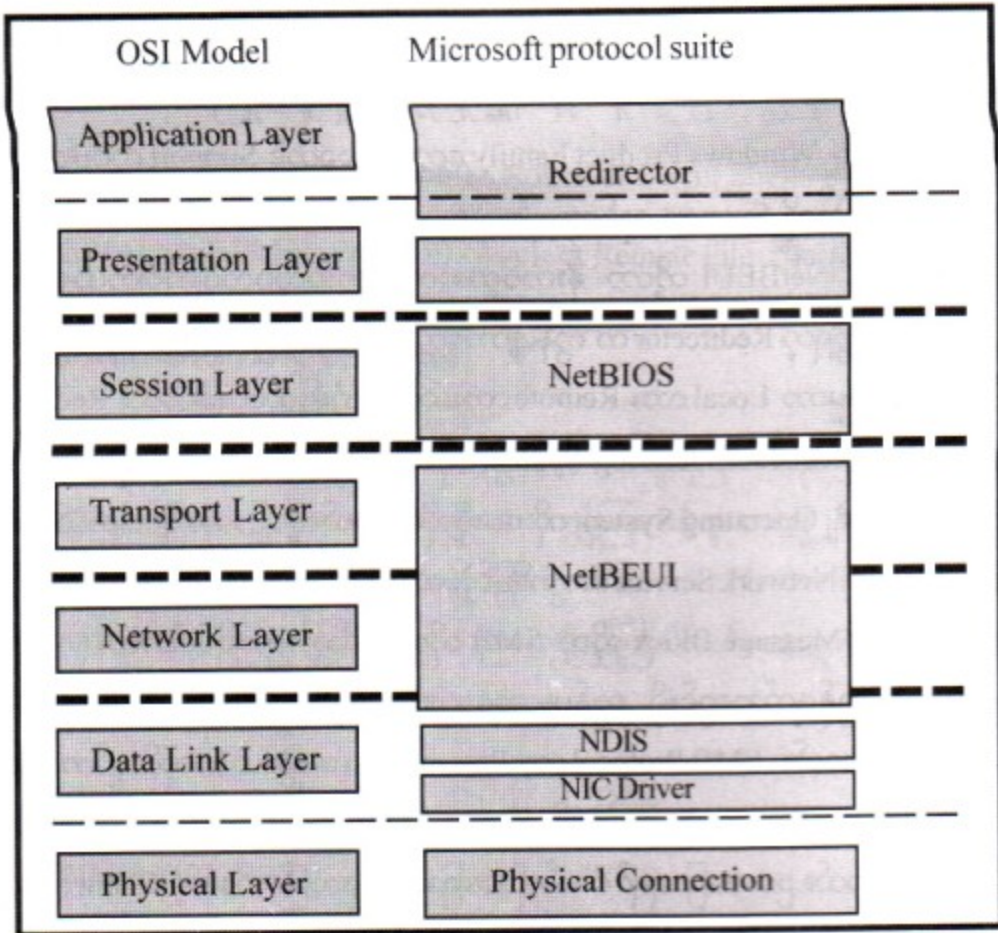 OSI Model
Microsoft protocol suite
Application Layer
Redirector
Presentation Layer
Session Layer
NetBIOS
Transport Layer
NetBEUI
Network Layer
Data Link Layer
NDIS
NIC Driver
Physical Layer
Physical Connection